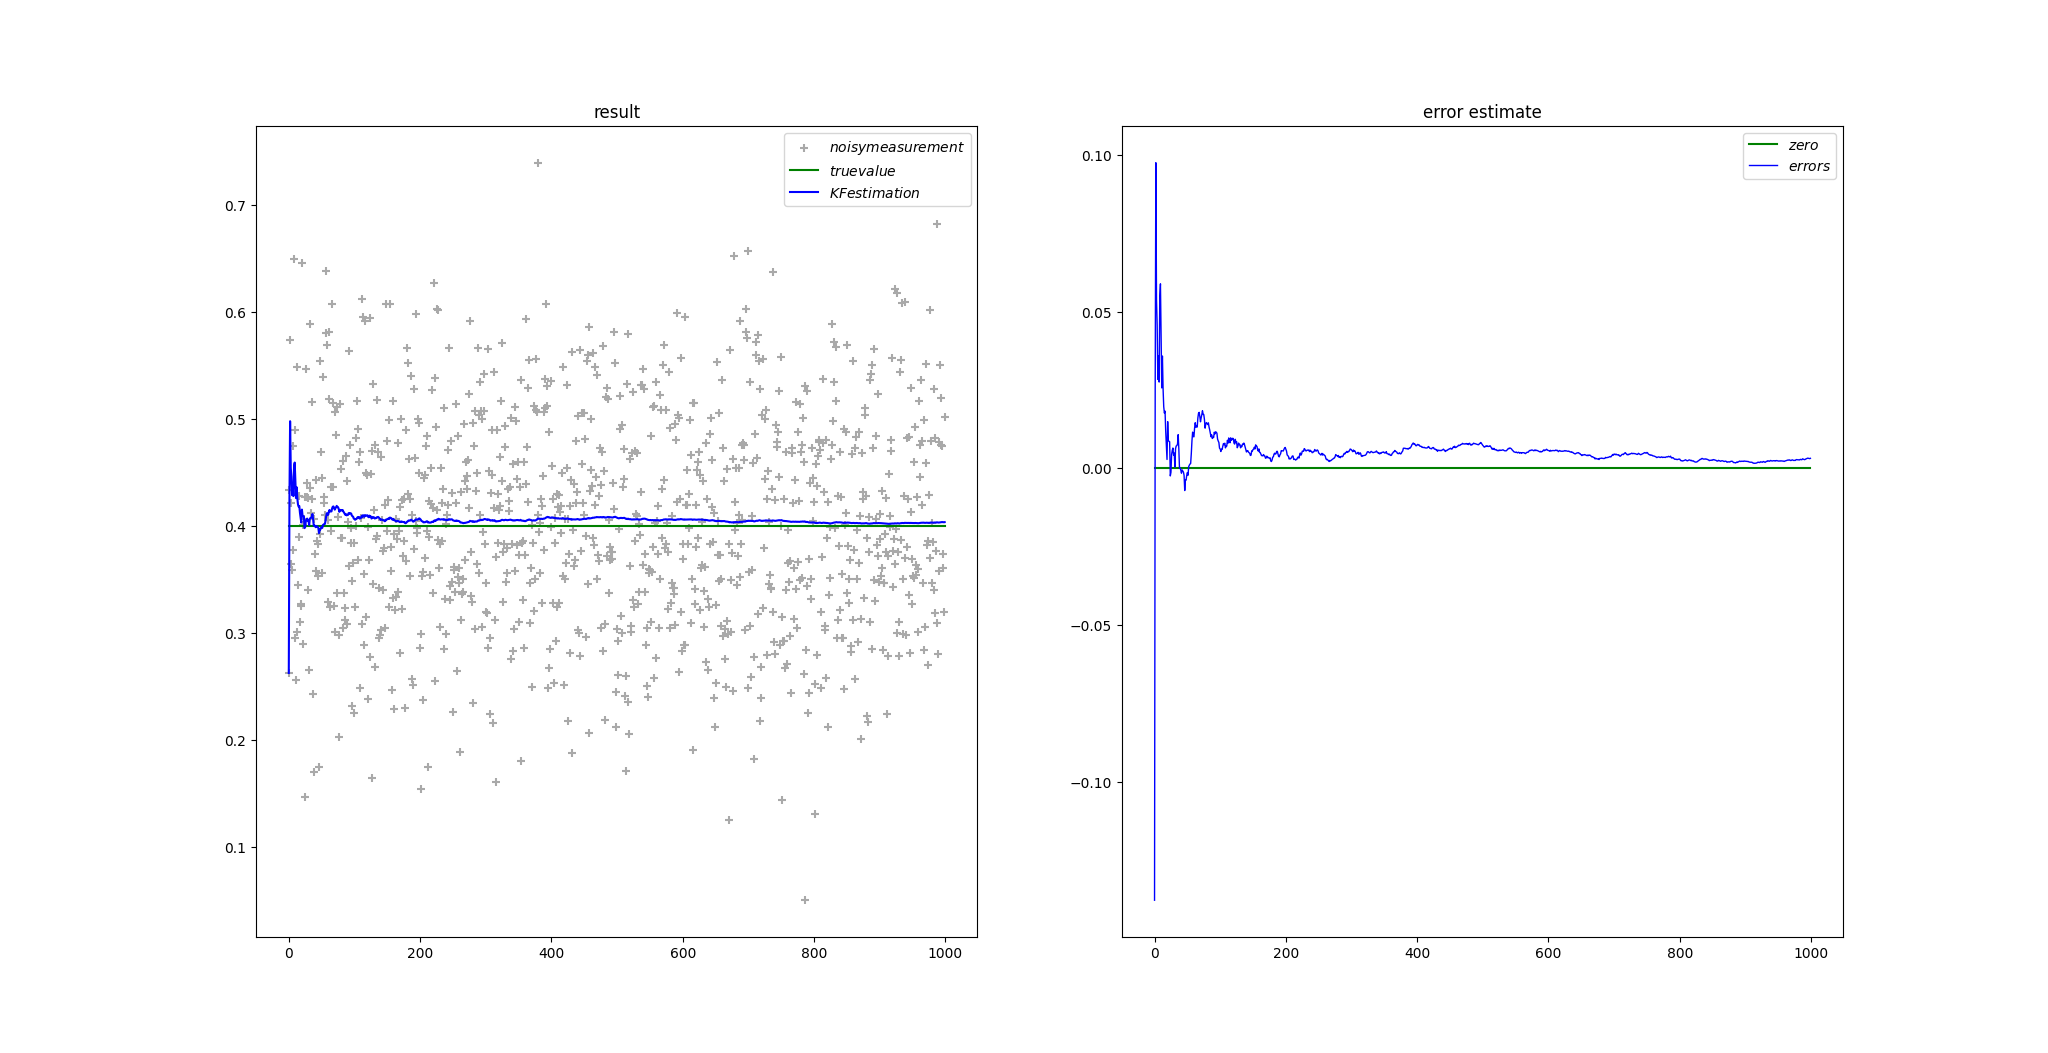 result
noisymeasurement
truevalue
KFestimation
0.7
0.6
0.5
0.4
0.3
0.2
0.1
0 200 400 600 800 1000
error estimate
zero
errors
0.10
0.05
0.00
−0.05
−0.10
0 200 400 600 800 1000